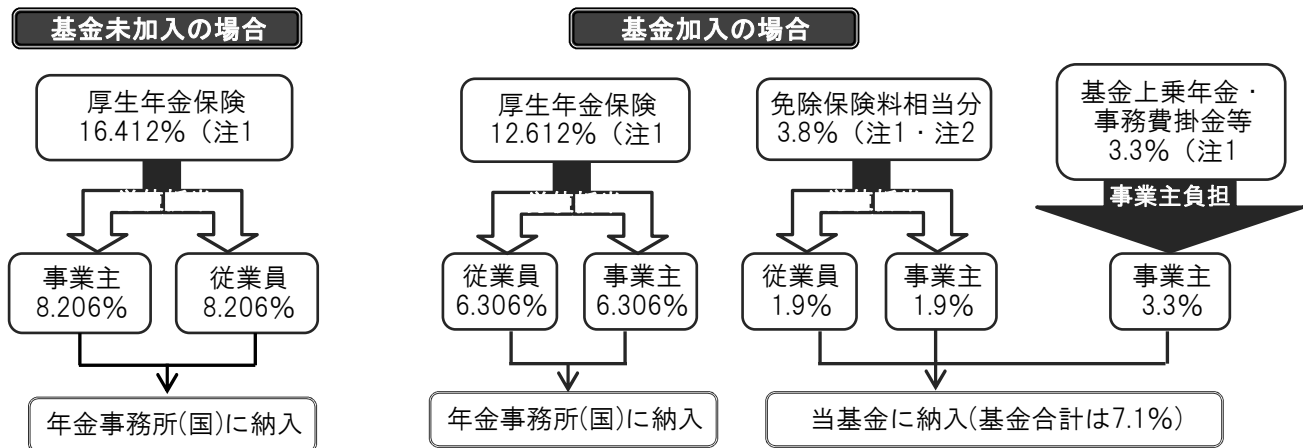 基金未加入の場合
厚生年金保険
16.412%（注1
事業主
8.206%
従業員
8.206%
年金事務所(国)に納入
基金加入の場合
厚生年金保険
12.612%（注1
従業員
6.306%
事業主
6.306%
年金事務所(国)に納入
免除保険料相当分
3.8%（注1・注2
従業員
1.9%
事業主
1.9%
基金上乗年金・
事務費掛金等
3.3%（注1
事業主負担
事業主
3.3%
当基金に納入(基金合計は7.1%）